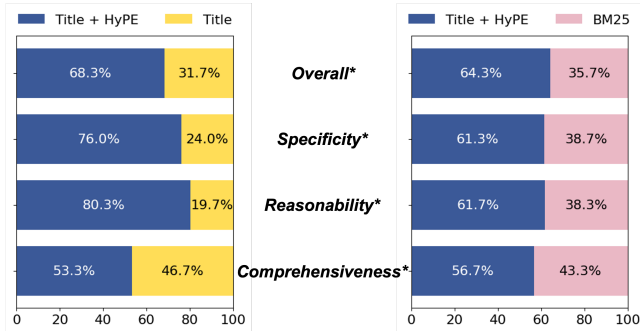 Title + HyPE Title
Title + HyPE BM25
68.3% 31.7% Overall* 64.3% 35.7%
76.0% 24.0% Specificity* 61.3% 38.7%
80.3% 19.7% Reasonability* 61.7% 38.3%
53.3% 46.7% Comprehensiveness* 56.7% 43.3%
0 20 40 60 80 100
0 20 40 60 80 100